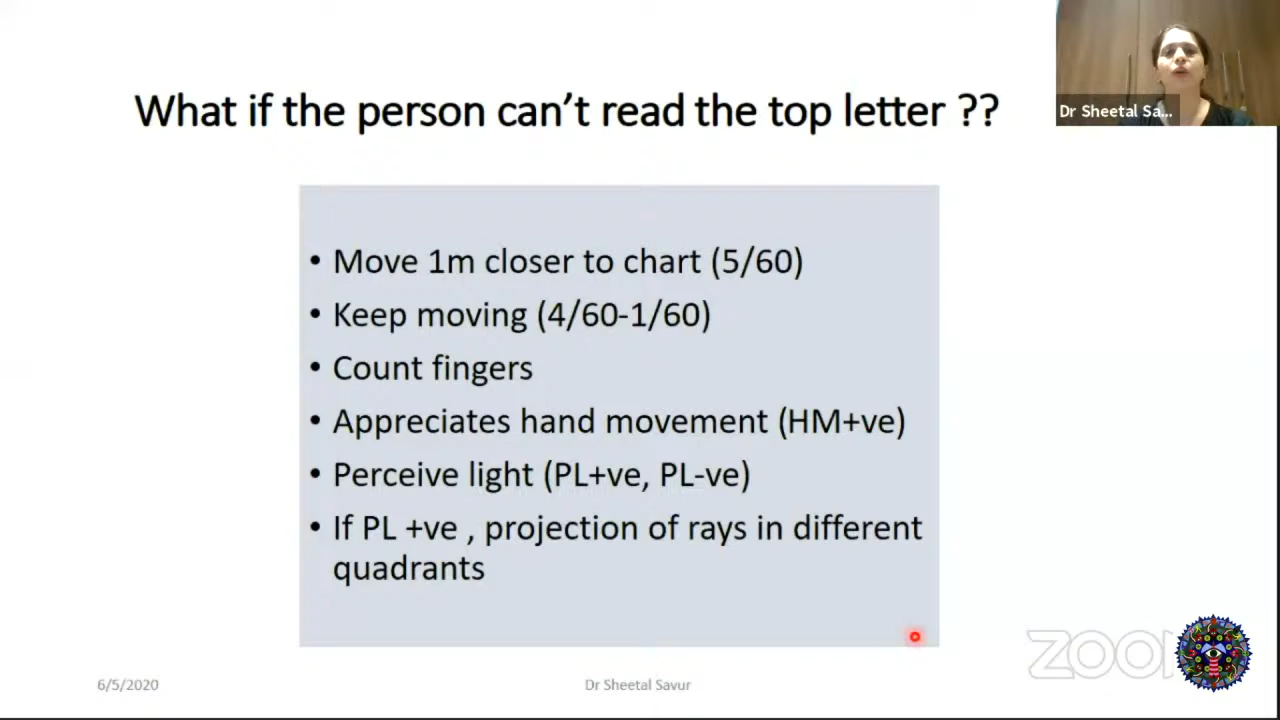 What if the person can't read the top letter ??
Dr Sheetal Sa...
• Move 1m closer to chart (5/60)
• Keep moving (4/60-1/60)
• Count fingers
• Appreciates hand movement (HM+ve)
• Perceive light (PL+ve, PL-ve)
• If PL +ve , projection of rays in different
quadrants
6/5/2020
Dr Sheetal Savur